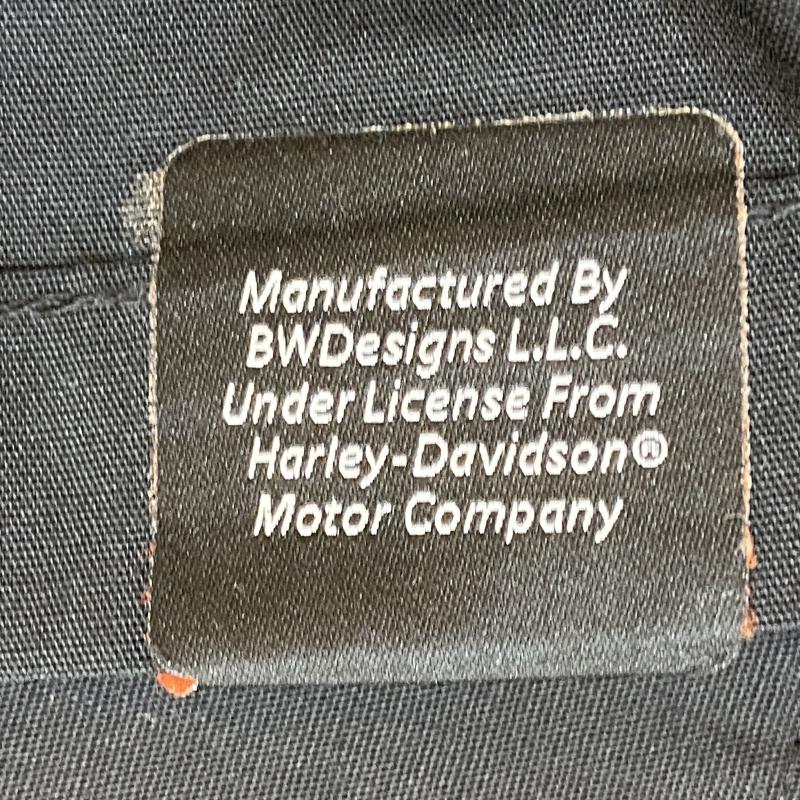 Manufactured By
BWDesigns L.L.C.
Under License From
Harley-Davidson®
Motor Company